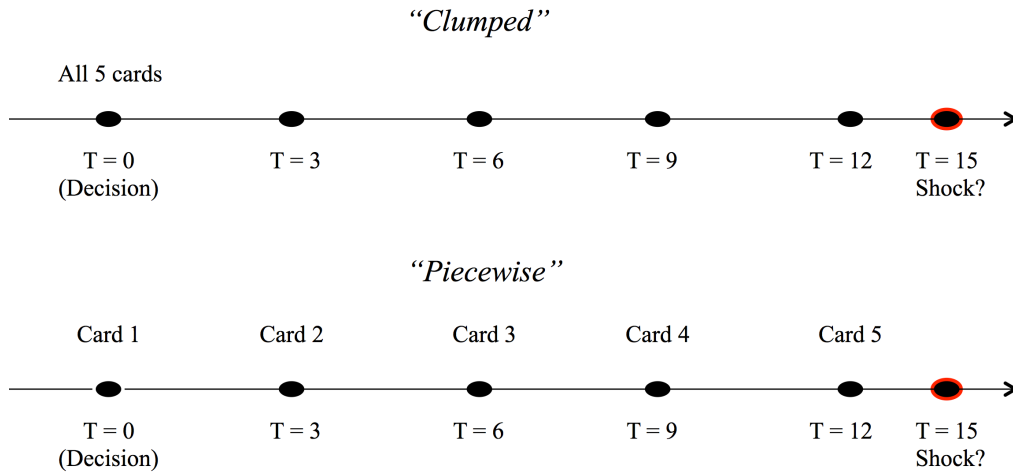 “Clumped”
All 5 cards
T = 0 T = 3 T = 6 T = 9 T = 12 T = 15
(Decision) Shock?
“Piecewise”
Card 1 Card 2 Card 3 Card 4 Card 5
T = 0 T = 3 T = 6 T = 9 T = 12 T = 15
(Decision) Shock?